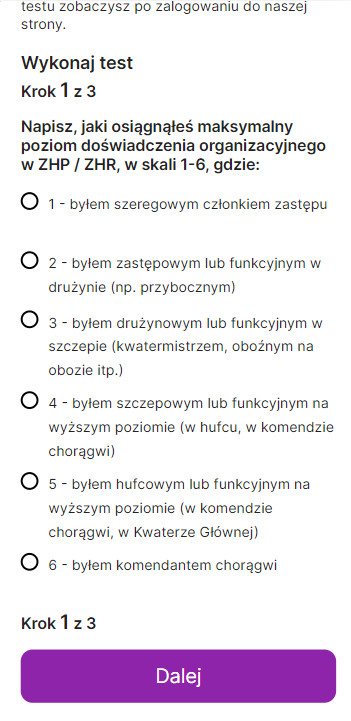 testu zobaczysz po zalogowaniu do naszej
strony.
Wykonaj test
Krok 1 z 3
Napisz, jaki osiągnąłeś maksymalny
poziom doświadczenia organizacyjnego
w ZHP / ZHR, w skali 1-6, gdzie:
1 - byłem szeregowym członkiem zastępu
2 - byłem zastępowym lub funkcyjnym w
drużynie (np. przybocznym)
3 - byłem drużynowym lub funkcyjnym w
szczepie (kwatermistrzem, oboźnym na
obozie itp.)
4 - byłem szczepowym lub funkcyjnym na
wyższym poziomie (w hufcu, w komendzie
chorągwi)
5 - byłem hufcowym lub funkcyjnym na
wyższym poziomie (w komendzie
chorągwi, w Kwaterze Głównej)
6 - byłem komendantem chorągwi
Krok 1 z 3
Dalej